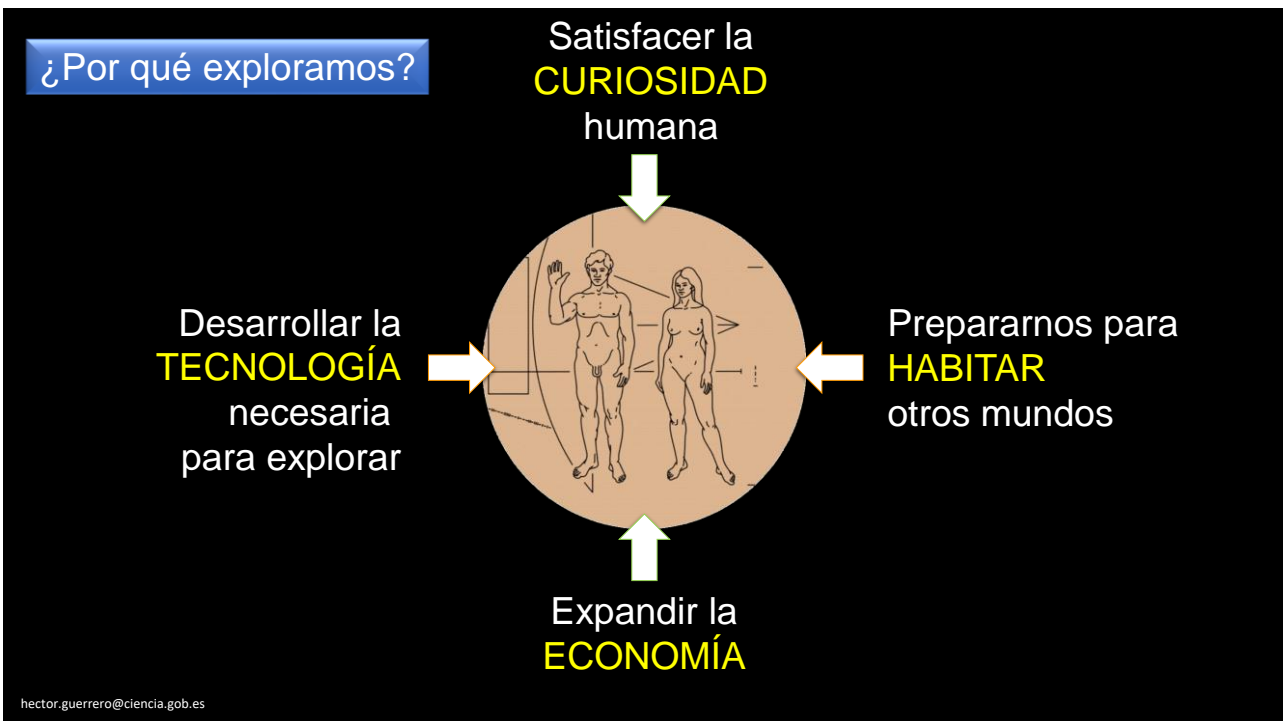 ¿Por qué exploramos?
Satisfacer la
CURIOSIDAD
humana
Desarrollar la
TECNOLOGÍA
necesaria
para explorar
Prepararnos para
HABITAR
otros mundos
Expandir la
ECONOMÍA
hector.guerrero@ciencia.gob.es